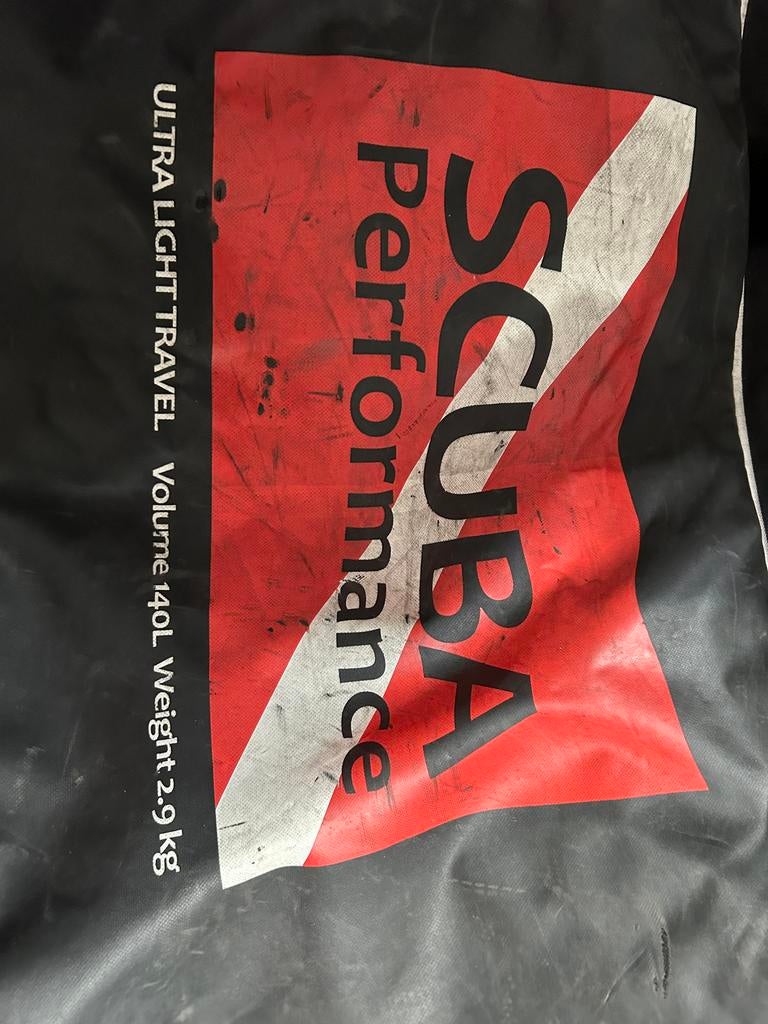 SCUBA
Performance
ULTRA LIGHT TRAVEL Volume 140L Weight 2.9 kg